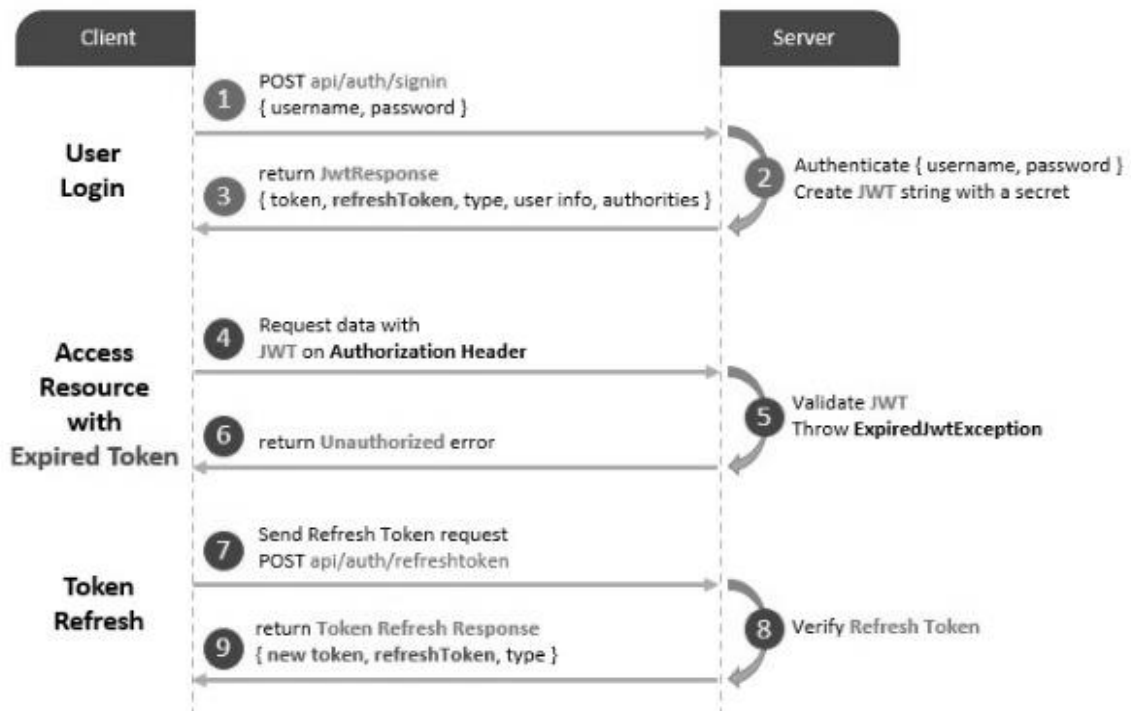 Client
Server
User
Login
1
POST api/auth/signin
{ username, password }
2
Authenticate { username, password }
Create JWT string with a secret
3
return JwtResponse
{ token, refreshToken, type, user info, authorities }
Access
Resource
with
Expired Token
4
Request data with
JWT on Authorization Header
5
Validate JWT
Throw ExpiredJwtException
6
return Unauthorized error
Token
Refresh
7
Send Refresh Token request
POST api/auth/refreshtoken
8
Verify Refresh Token
9
return Token Refresh Response
{ new token, refreshToken, type }